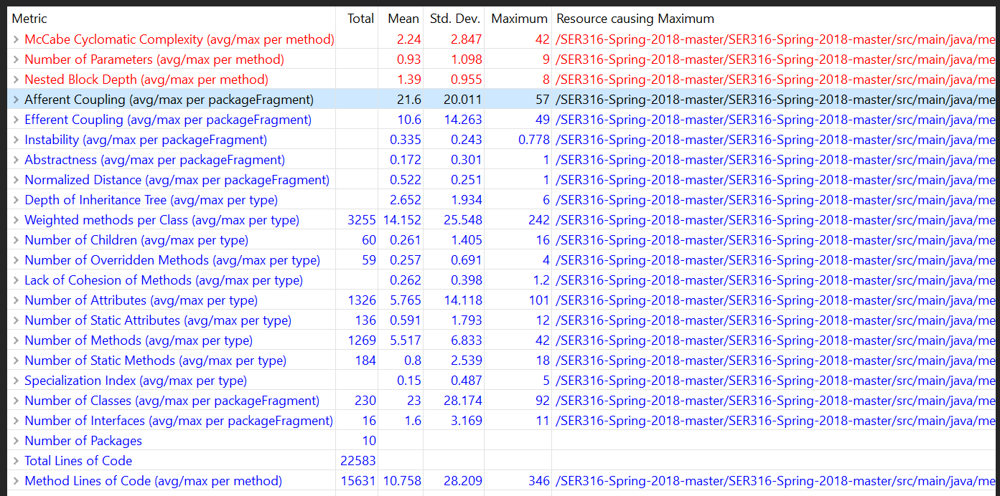 Metric Total Mean Std. Dev. Maximum Resource causing Maximum
McCabe Cyclomatic Complexity (avg/max per method) 2.24 2.847 42 /SER316-Spring-2018-master/SER316-Spring-2018-master/src/main/java/me
Number of Parameters (avg/max per method) 0.93 1.098 9 /SER316-Spring-2018-master/SER316-Spring-2018-master/src/main/java/me
Nested Block Depth (avg/max per method) 1.39 0.955 8 /SER316-Spring-2018-master/SER316-Spring-2018-master/src/main/java/me
Afferent Coupling (avg/max per packageFragment) 21.6 20.011 57 /SER316-Spring-2018-master/SER316-Spring-2018-master/src/main/java/me
Efferent Coupling (avg/max per packageFragment) 10.6 14.263 49 /SER316-Spring-2018-master/SER316-Spring-2018-master/src/main/java/me
Instability (avg/max per packageFragment) 0.335 0.243 0.778 /SER316-Spring-2018-master/SER316-Spring-2018-master/src/main/java/me
Abstractness (avg/max per packageFragment) 0.172 0.301 1 /SER316-Spring-2018-master/SER316-Spring-2018-master/src/main/java/me
Normalized Distance (avg/max per packageFragment) 0.522 0.251 1 /SER316-Spring-2018-master/SER316-Spring-2018-master/src/main/java/me
Depth of Inheritance Tree (avg/max per type) 2.652 1.934 6 /SER316-Spring-2018-master/SER316-Spring-2018-master/src/main/java/me
Weighted methods per Class (avg/max per type) 3255 14.152 25.548 242 /SER316-Spring-2018-master/SER316-Spring-2018-master/src/main/java/me
Number of Children (avg/max per type) 60 0.261 1.405 16 /SER316-Spring-2018-master/SER316-Spring-2018-master/src/main/java/me
Number of Overridden Methods (avg/max per type) 59 0.257 0.691 4 /SER316-Spring-2018-master/SER316-Spring-2018-master/src/main/java/me
Lack of Cohesion of Methods (avg/max per type) 0.262 0.398 1.2 /SER316-Spring-2018-master/SER316-Spring-2018-master/src/main/java/me
Number of Attributes (avg/max per type) 1326 5.765 14.118 101 /SER316-Spring-2018-master/SER316-Spring-2018-master/src/main/java/me
Number of Static Attributes (avg/max per type) 136 0.591 1.793 12 /SER316-Spring-2018-master/SER316-Spring-2018-master/src/main/java/me
Number of Methods (avg/max per type) 1269 5.517 6.833 42 /SER316-Spring-2018-master/SER316-Spring-2018-master/src/main/java/me
Number of Static Methods (avg/max per type) 184 0.8 2.539 18 /SER316-Spring-2018-master/SER316-Spring-2018-master/src/main/java/me
Specialization Index (avg/max per type) 0.15 0.487 5 /SER316-Spring-2018-master/SER316-Spring-2018-master/src/main/java/me
Number of Classes (avg/max per packageFragment) 230 23 28.174 92 /SER316-Spring-2018-master/SER316-Spring-2018-master/src/main/java/me
Number of Interfaces (avg/max per packageFragment) 16 1.6 3.169 11 /SER316-Spring-2018-master/SER316-Spring-2018-master/src/main/java/me
Number of Packages 10
Total Lines of Code 22583
Method Lines of Code (avg/max per method) 15631 10.758 28.209 346 /SER316-Spring-2018-master/SER316-Spring-2018-master/src/main/java/me